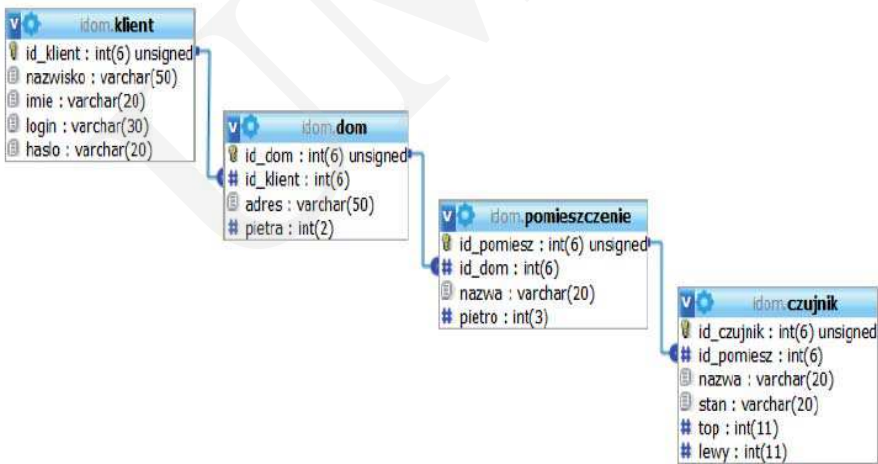 idom.klient
id_klient : int(6) unsigned
nazwisko : varchar(50)
imie : varchar(20)
login : varchar(30)
haslo : varchar(20)
idom.dom
id_dom : int(6) unsigned
id_klient : int(6)
adres : varchar(50)
pietra : int(2)
idom.pomieszczenie
id_pomiesz : int(6) unsigned
id_dom : int(6)
nazwa : varchar(20)
pietro : int(3)
idom.czujnik
id_czujnik : int(6) unsigned
id_pomiesz : int(6)
nazwa : varchar(20)
stan : varchar(20)
top : int(11)
lewy : int(11)